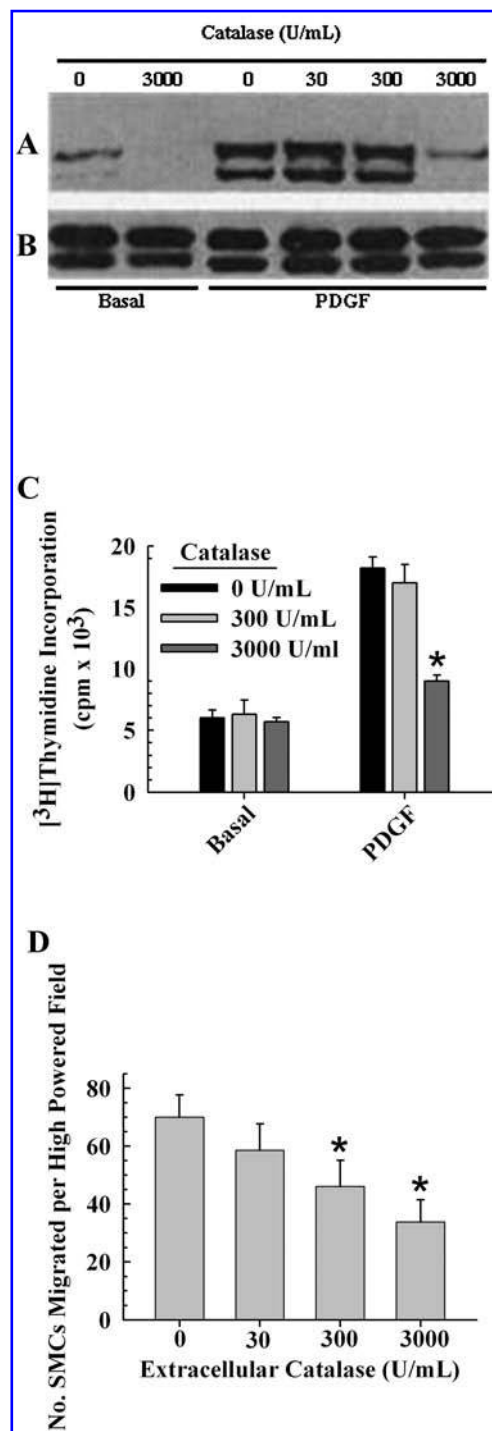 Catalase (U/mL)
0 3000 0 30 300 3000
A
B
Basal PDGF
C
[³H]Thymidine Incorporation
(cpm x 10³)
20
15
10
5
0
Catalase
0 U/mL
300 U/mL
3000 U/ml
*
Basal PDGF
D
No. SMCs Migrated per High Powered Field
80
60
40
20
0
* *
0 30 300 3000
Extracellular Catalase (U/mL)